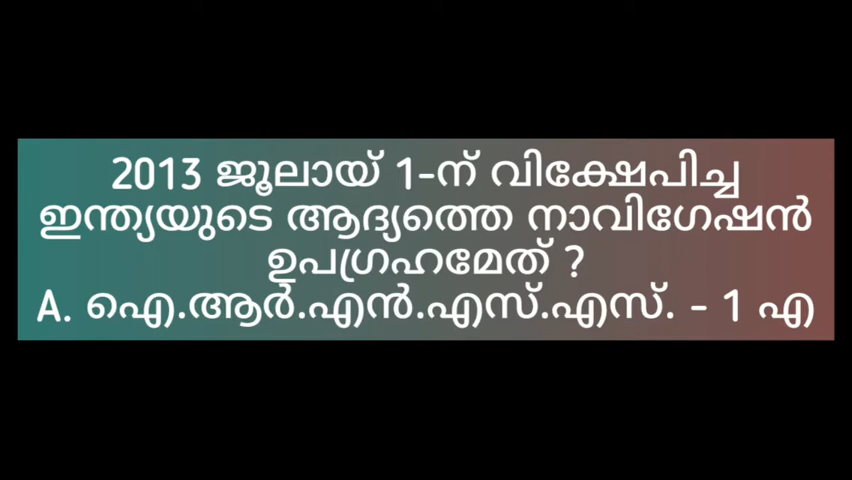 2013 ജൂലായ് 1-ന് വിക്ഷേപിച്ച
ഇന്ത്യയുടെ ആദ്യത്തെ നാവിഗേഷൻ
ഉപഗ്രഹമേത് ?
A. ഐ.ആർ.എൻ.എസ്.എസ്. - 1 എ